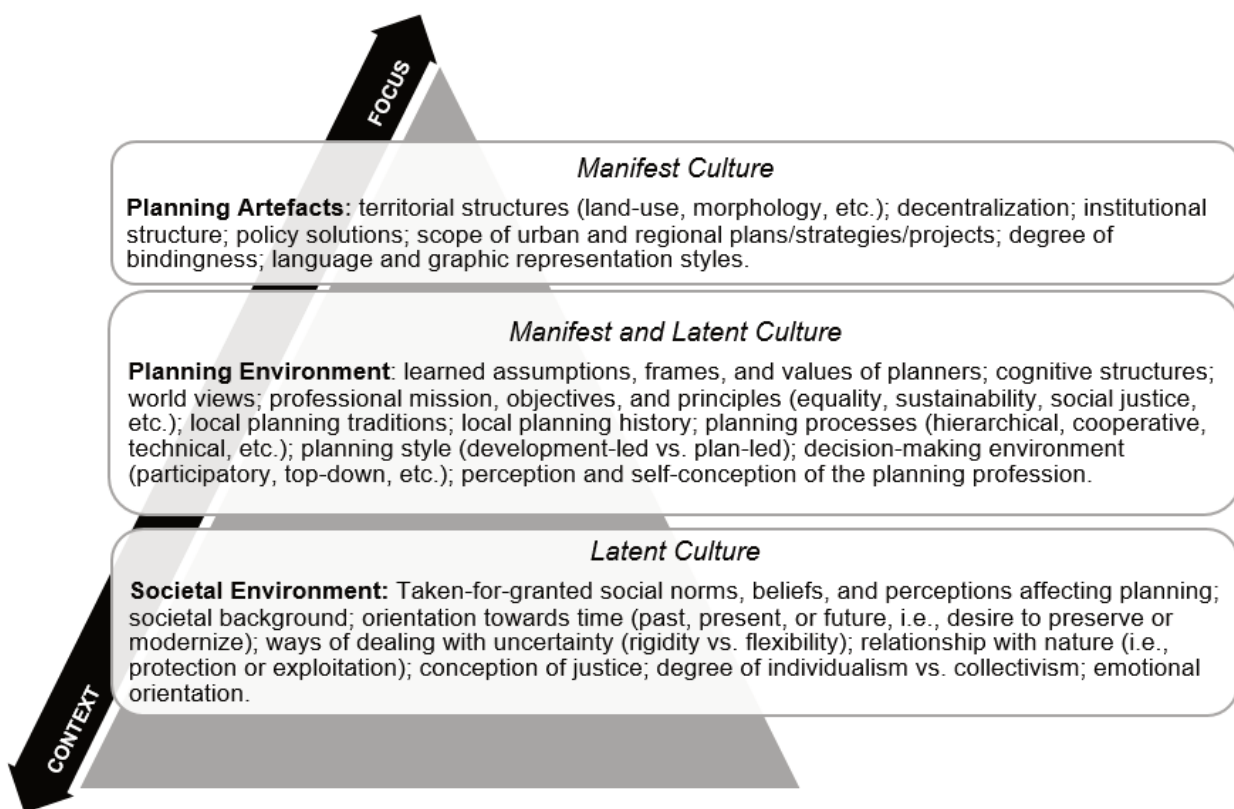 FOCUS
Manifest Culture
Planning Artefacts: territorial structures (land-use, morphology, etc.); decentralization; institutional
structure; policy solutions; scope of urban and regional plans/strategies/projects; degree of
bindingness; language and graphic representation styles.
Manifest and Latent Culture
Planning Environment: learned assumptions, frames, and values of planners; cognitive structures;
world views; professional mission, objectives, and principles (equality, sustainability, social justice,
etc.); local planning traditions; local planning history; planning processes (hierarchical, cooperative,
technical, etc.); planning style (development-led vs. plan-led); decision-making environment
(participatory, top-down, etc.); perception and self-conception of the planning profession.
Latent Culture
Societal Environment: Taken-for-granted social norms, beliefs, and perceptions affecting planning;
societal background; orientation towards time (past, present, or future, i.e., desire to preserve or
modernize); ways of dealing with uncertainty (rigidity vs. flexibility); relationship with nature (i.e.,
protection or exploitation); conception of justice; degree of individualism vs. collectivism; emotional
orientation.
CONTEXT